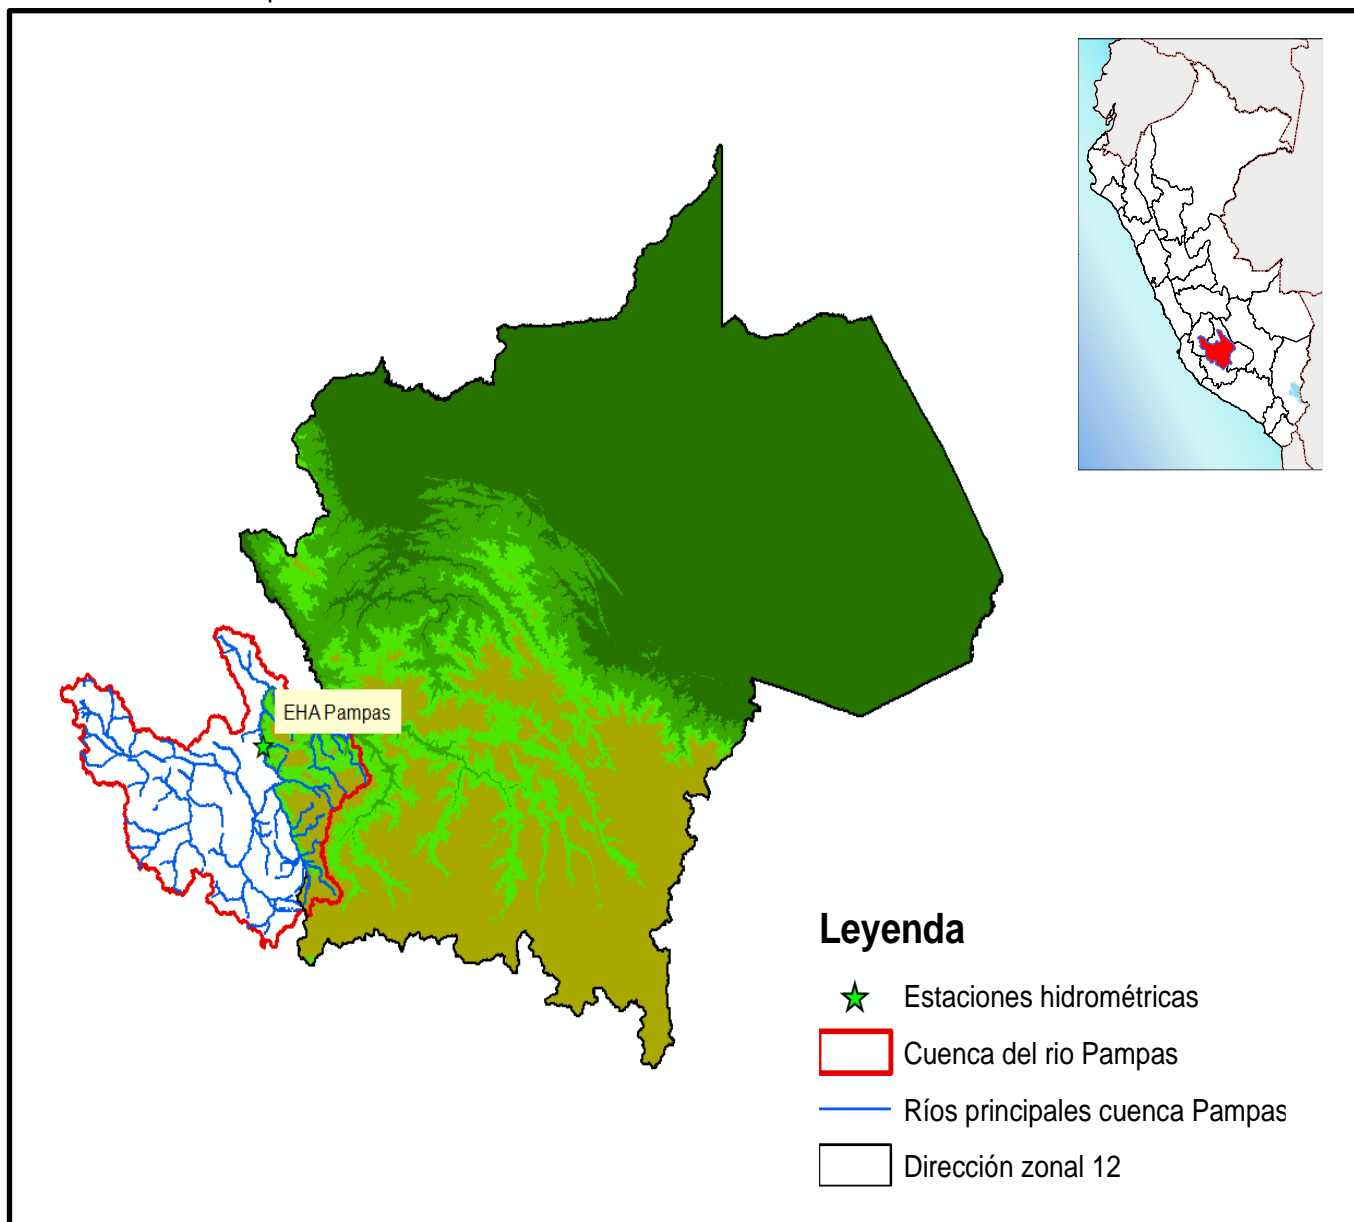 EHA Pampas
Leyenda
Estaciones hidrométricas
Cuenca del rio Pampas
Ríos principales cuenca Pampas
Dirección zonal 12